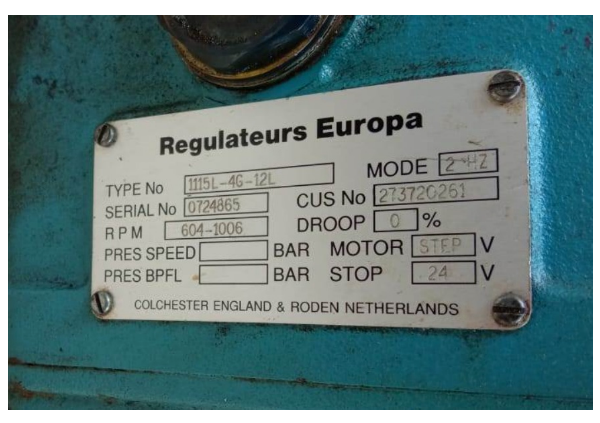 Regulateurs Europa
TYPE No 1115L-4G-12L MODE 2 HZ
SERIAL No 0724865 CUS No 273720261
R P M 604-1006 DROOP 0 %
PRES SPEED BAR MOTOR STEP V
PRES BPFL BAR STOP 24 V
COLCHESTER ENGLAND & RODEN NETHERLANDS